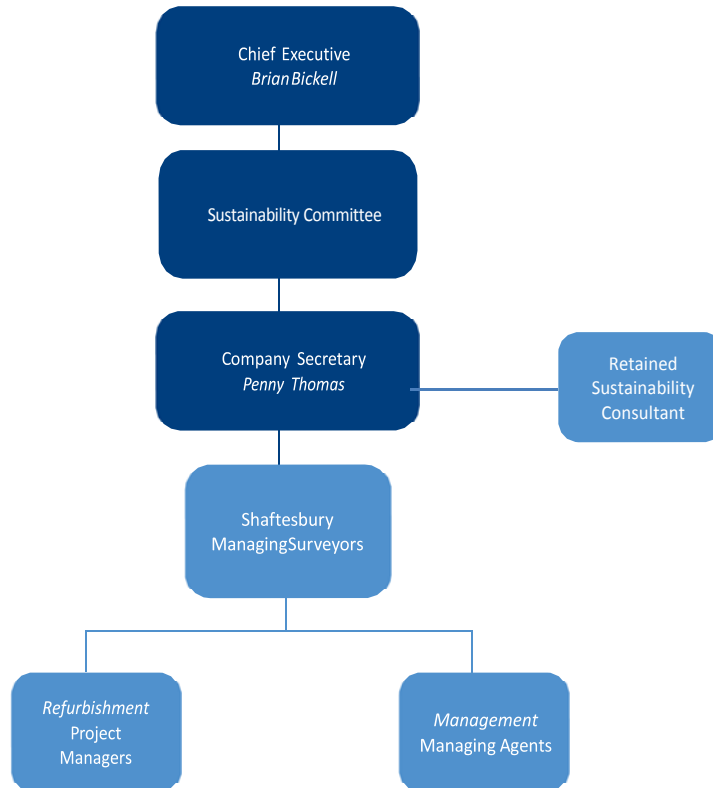 Chief Executive
Brian Bickell
Sustainability Committee
Company Secretary
Penny Thomas
Retained
Sustainability
Consultant
Shaftesbury
ManagingSurveyors
Refurbishment
Project
Managers
Management
Managing Agents